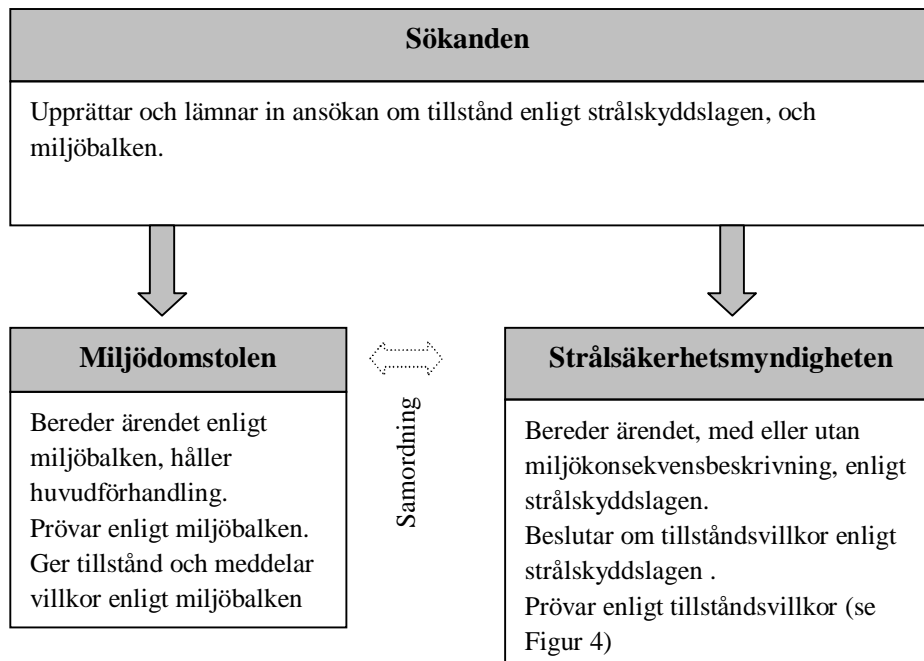 Sökanden
Upprättar och lämnar in ansökan om tillstånd enligt strålskyddslagen, och
miljöbalken.
Miljödomstolen
Bereder ärendet enligt
miljöbalken, håller
huvudförhandling.
Prövar enligt miljöbalken.
Ger tillstånd och meddelar
villkor enligt miljöbalken
Samordning
Strålsäkerhetsmyndigheten
Bereder ärendet, med eller utan
miljökonsekvensbeskrivning, enligt
strålskyddslagen.
Beslutar om tillståndsvillkor enligt
strålskyddslagen .
Prövar enligt tillståndsvillkor (se
Figur 4)